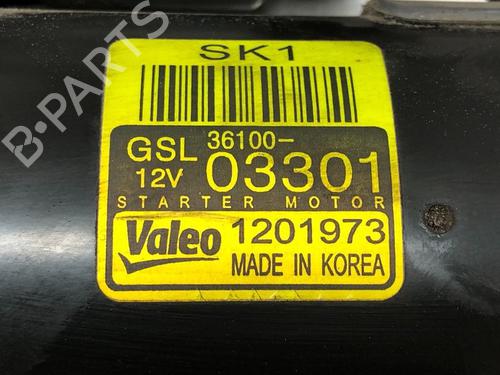 SK1
GSL 36100-
12V 03301
STARTER MOTOR
Valeo 1201973
MADE IN KOREA
B-PARTS